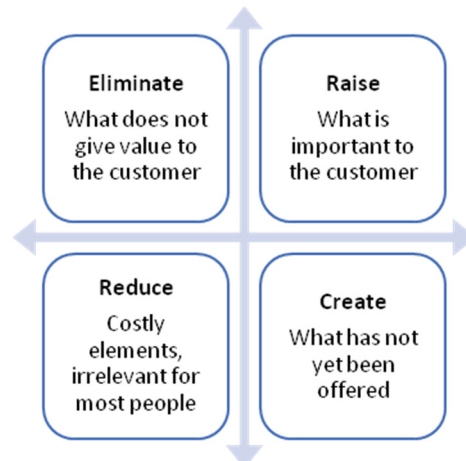 Eliminate
What does not
give value to
the customer
Raise
What is
important to
the customer
Reduce
Costly
elements,
irrelevant for
most people
Create
What has not
yet been
offered